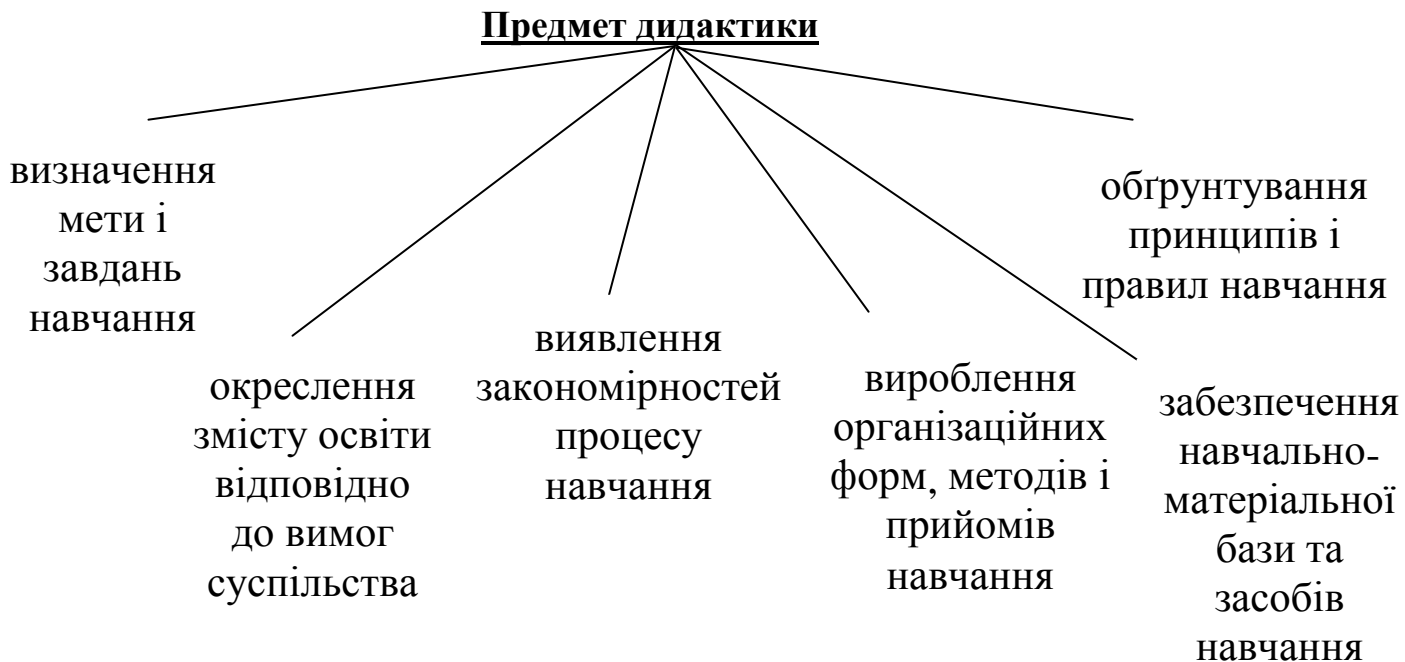 Предмет дидактики
визначення
мети і
завдань
навчання
окреслення
змісту освіти
відповідно
до вимог
суспільства
виявлення
закономірностей
процесу
навчання
вироблення
організаційних
форм, методів і
прийомів
навчання
забезпечення
навчально-
матеріальної
бази та
засобів
навчання
обґрунтування
принципів і
правил навчання